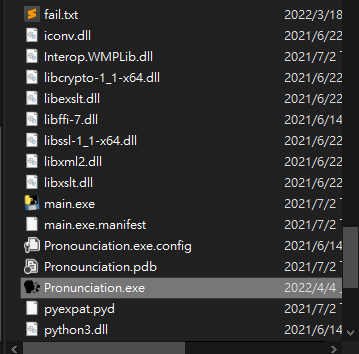 fail.txt 2022/3/18
iconv.dll 2021/6/22
Interop.WMPLib.dll 2021/7/2
libcrypto-1_1-x64.dll 2021/6/22
libexslt.dll 2021/6/22
libffi-7.dll 2021/6/14
libssl-1_1-x64.dll 2021/6/22
libxml2.dll 2021/6/22
libxslt.dll 2021/6/22
main.exe 2021/7/2
main.exe.manifest 2021/7/2
Pronounciation.exe.config 2021/6/14
Pronounciation.pdb 2021/7/2
Pronunciation.exe 2022/4/4
pyexpat.pyd 2021/7/2
python3.dll 2021/6/14